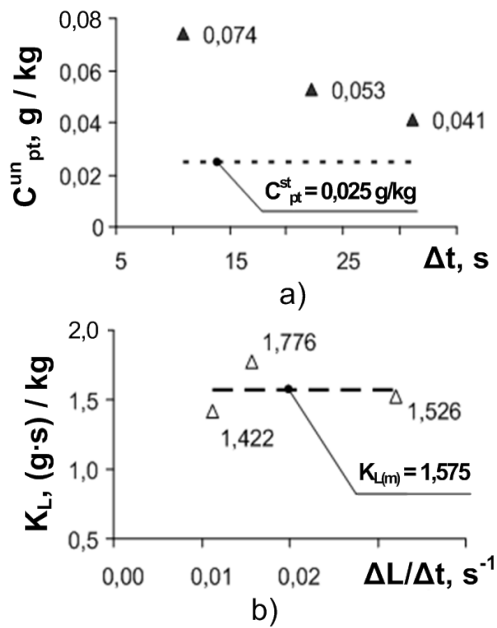 0,08
0,074
0,06
0,053
0,04
0,041
0,02
C^st_pt = 0,025 g/kg
0
C^un_pt, g / kg
5
15
25
Δt, s
a)
2,0
1,776
1,5
1,526
1,422
1,0
K_L(m) = 1,575
0,5
K_L, (g·s) / kg
0,00
0,01
0,02
ΔL/Δt, s^-1
b)